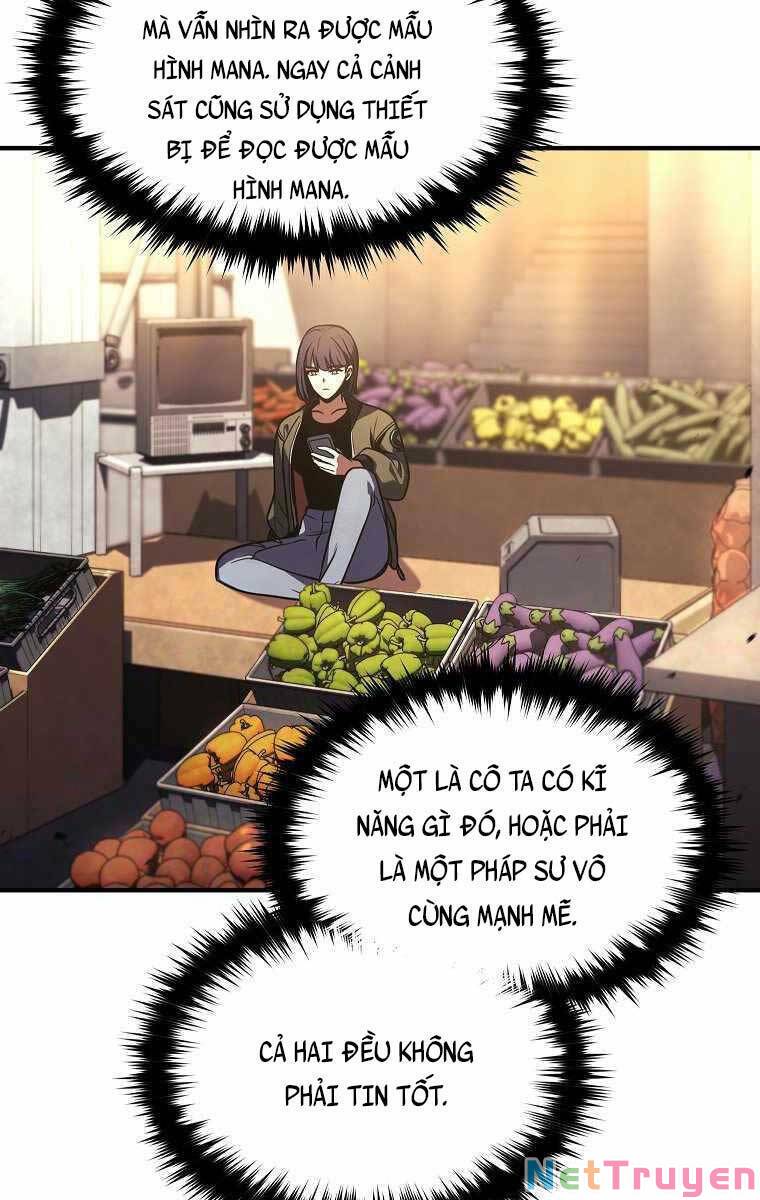 MÀ VẪN NHÌN RA ĐƯỢC MẪU
HÌNH MANA. NGAY CẢ CẢNH
SÁT CŨNG SỬ DỤNG THIẾT
BỊ ĐỂ ĐỌC ĐƯỢC MẪU
HÌNH MANA.
MỘT LÀ CÔ TA CÓ KĨ
NĂNG GÌ ĐÓ, HOẶC PHẢI
LÀ MỘT PHÁP SƯ VÔ
CÙNG MẠNH MẼ.
CẢ HAI ĐỀU KHÔNG
PHẢI TIN TỐT.
NetTruyen